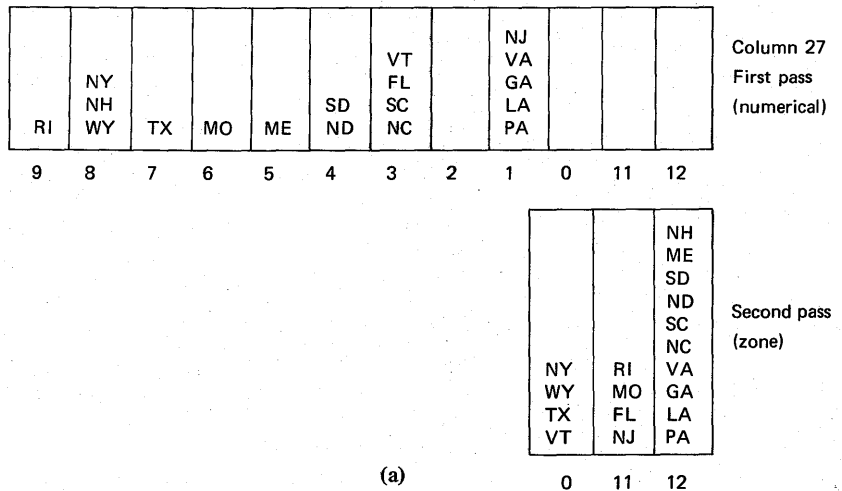 RI
NY
NH
WY
TX
MO
ME
SD
ND
VT
FL
SC
NC
NJ
VA
GA
LA
PA
Column 27
First pass
(numerical)
9 8 7 6 5 4 3 2 1 0 11 12
NY
WY
TX
VT
RI
MO
FL
NJ
NH
ME
SD
ND
SC
NC
VA
GA
LA
PA
Second pass
(zone)
0 11 12
(a)